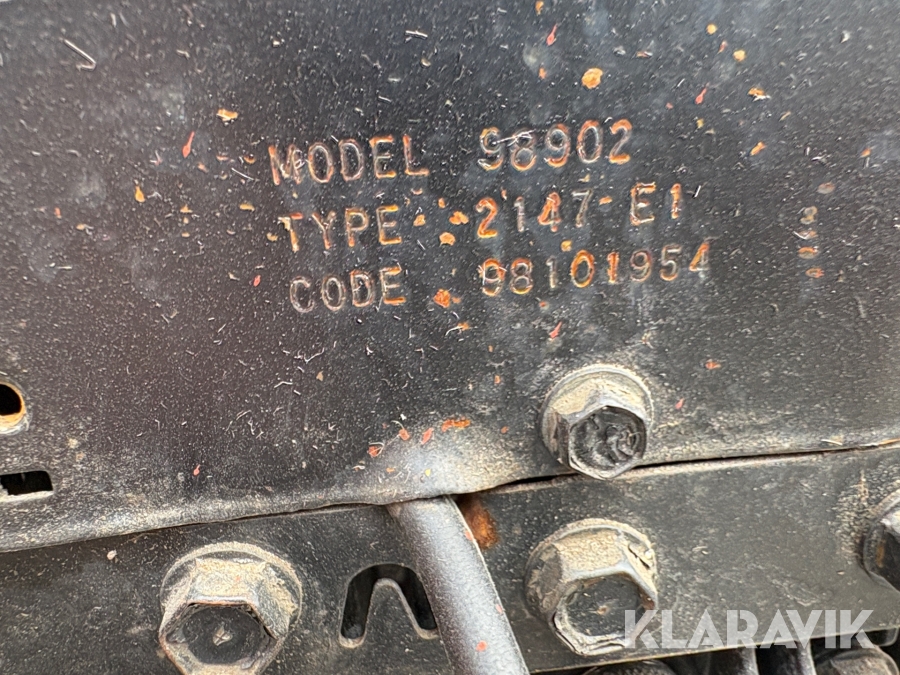 MODEL 98902
TYPE 2147-E1
CODE 98101954
KLARAVIK